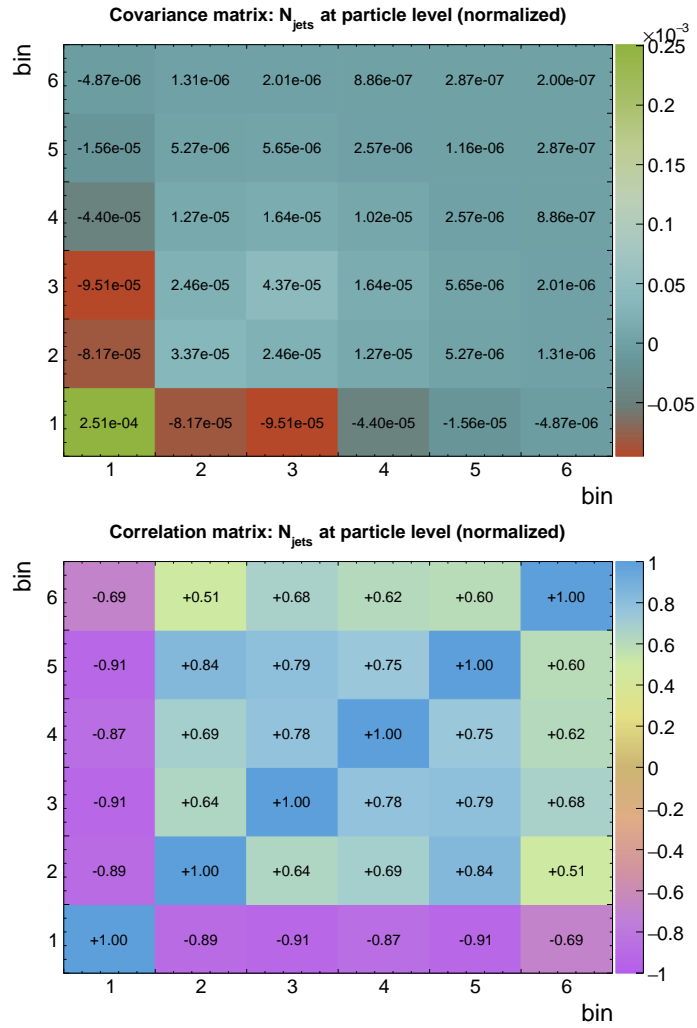 Covariance matrix: N_jets at particle level (normalized)
×10⁻³
bin
6 -4.87e-06 1.31e-06 2.01e-06 8.86e-07 2.87e-07 2.00e-07
5 -1.56e-05 5.27e-06 5.65e-06 2.57e-06 1.16e-06 2.87e-07
4 -4.40e-05 1.27e-05 1.64e-05 1.02e-05 2.57e-06 8.86e-07
3 -9.51e-05 2.46e-05 4.37e-05 1.64e-05 5.65e-06 2.01e-06
2 -8.17e-05 3.37e-05 2.46e-05 1.27e-05 5.27e-06 1.31e-06
1 2.51e-04 -8.17e-05 -9.51e-05 -4.40e-05 -1.56e-05 -4.87e-06
1 2 3 4 5 6
bin
0.25
0.2
0.15
0.1
0.05
0
−0.05
Correlation matrix: N_jets at particle level (normalized)
bin
6 -0.69 +0.51 +0.68 +0.62 +0.60 +1.00
5 -0.91 +0.84 +0.79 +0.75 +1.00 +0.60
4 -0.87 +0.69 +0.78 +1.00 +0.75 +0.62
3 -0.91 +0.64 +1.00 +0.78 +0.79 +0.68
2 -0.89 +1.00 +0.64 +0.69 +0.84 +0.51
1 +1.00 -0.89 -0.91 -0.87 -0.91 -0.69
1 2 3 4 5 6
bin
1
0.8
0.6
0.4
0.2
0
−0.2
−0.4
−0.6
−0.8
−1